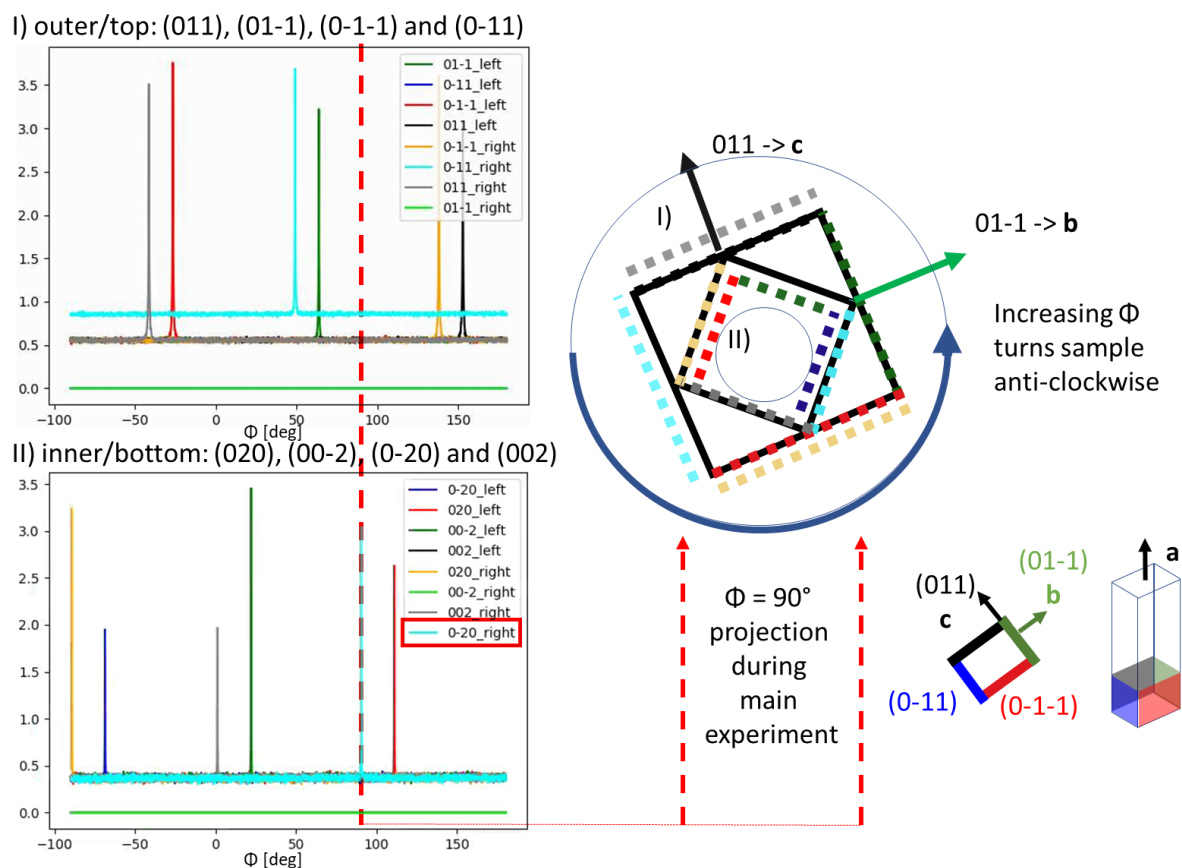 I) outer/top: (011), (01-1), (0-1-1) and (0-11)
3.5
3.0
2.5
2.0
1.5
1.0
0.5
0.0
01-1_left
0-11_left
0-1-1_left
011_left
0-1-1_right
0-11_right
011_right
01-1_right
−100
−50
0
50
100
150
Φ [deg]
II) inner/bottom: (020), (00-2), (0-20) and (002)
3.5
3.0
2.5
2.0
1.5
1.0
0.5
0.0
0-20_left
020_left
00-2_left
002_left
020_right
00-2_right
002_right
0-20_right
−100
−50
0
50
100
150
Φ [deg]
011 -> c
I)
01-1 -> b
II)
Increasing Φ
turns sample
anti-clockwise
Φ = 90°
projection
during
main
experiment
(011)
c
(01-1)
b
(0-11)
(0-1-1)
a